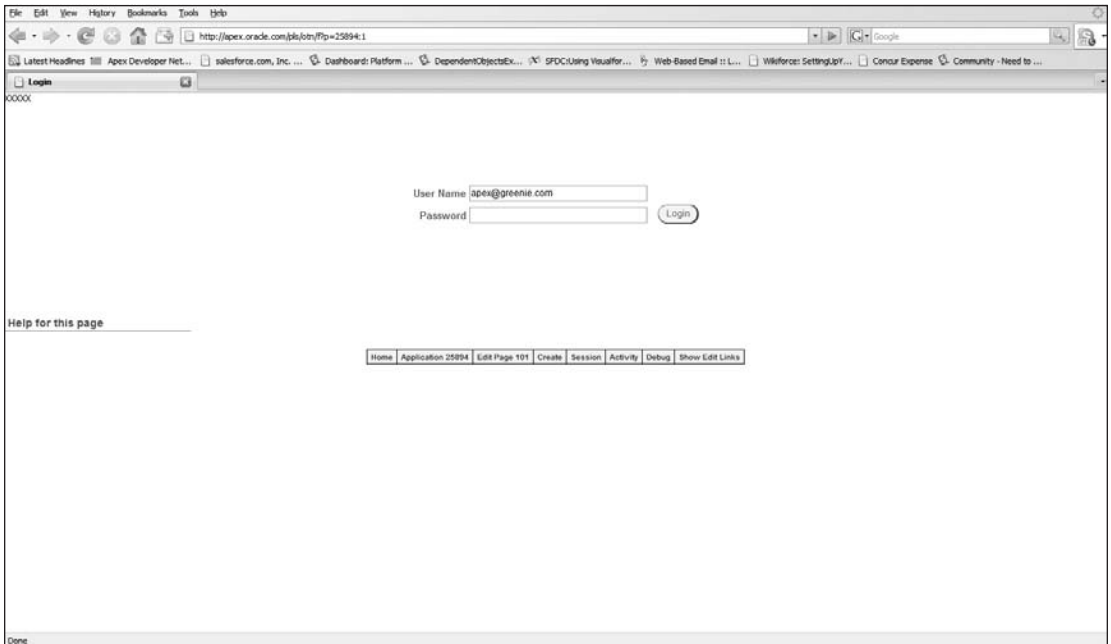 File Edit View History Bookmarks Tools Help
http://apex.oracle.com/pls/otn/f?p=25894:1
Google
Latest Headlines Apex Developer Net... salesforce.com, Inc. ... Dashboard: Platform ... DependentObjectsEx... SFDC:Using Visualfor... Web-Based Email :: L... Wikiforce: SettingUpY... Concur Expense Community - Need to ...
Login
XXXXX
User Name apex@greenie.com
Password Login
Help for this page
Home Application 25894 Edit Page 101 Create Session Activity Debug Show Edit Links
Done